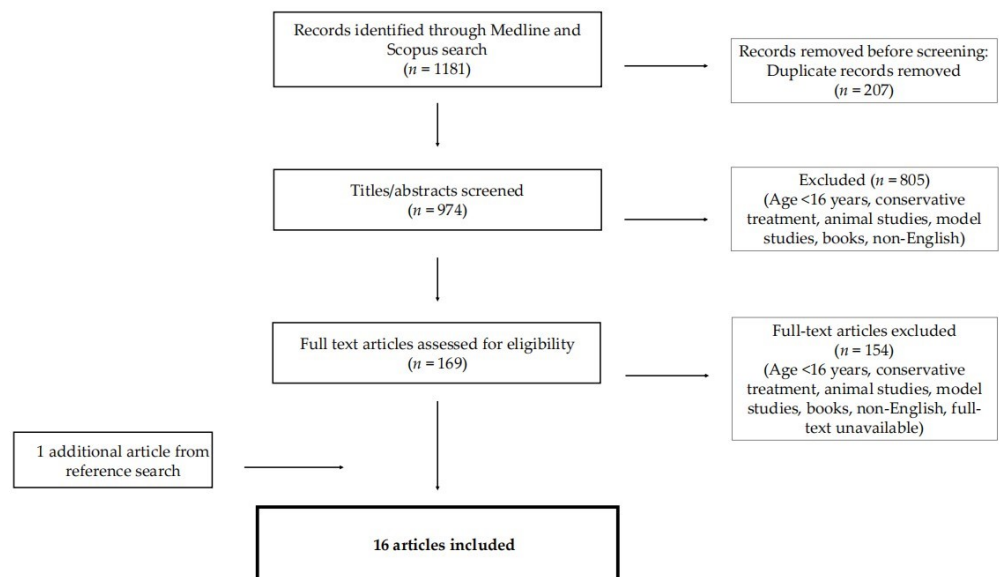 Records identified through Medline and
Scopus search
(n = 1181)
Records removed before screening:
Duplicate records removed
(n = 207)
Titles/abstracts screened
(n = 974)
Excluded (n = 805)
(Age <16 years, conservative
treatment, animal studies, model
studies, books, non-English)
Full text articles assessed for eligibility
(n = 169)
Full-text articles excluded
(n = 154)
(Age <16 years, conservative
treatment, animal studies, model
studies, books, non-English, full-
text unavailable)
1 additional article from
reference search
16 articles included